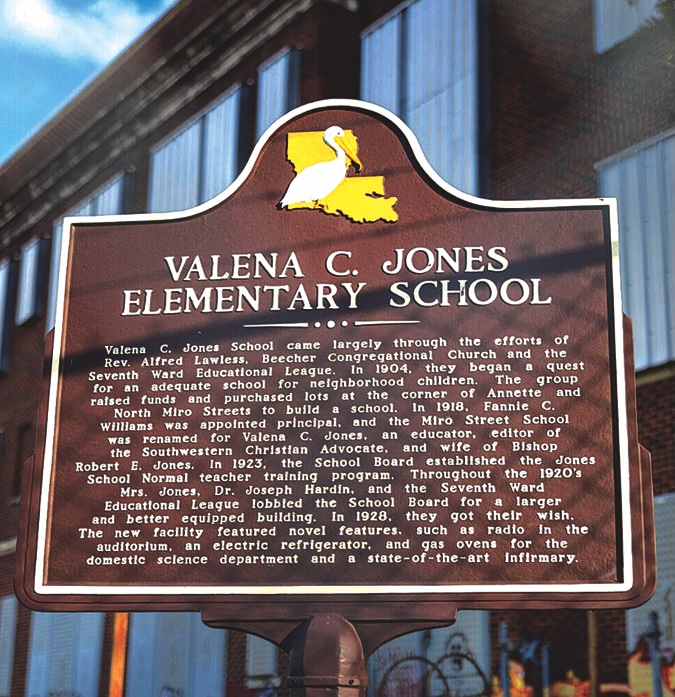 VALENA C. JONES
ELEMENTARY SCHOOL
Valena C. Jones School came largely through the efforts of
Rev. Alfred Lawless, Beecher Congregational Church and the
Seventh Ward Educational League. In 1904, they began a quest
for an adequate school for neighborhood children. The group
raised funds and purchased lots at the corner of Annette and
North Miro Streets to build a school. In 1918, Fannie C.
Williams was appointed principal, and the Miro Street School
was renamed for Valena C. Jones, an educator, editor of
the Southwestern Christian Advocate, and wife of Bishop
Robert E. Jones. In 1923, the School Board established the Jones
School Normal teacher training program. Throughout the 1920's
Mrs. Jones, Dr. Joseph Hardin, and the Seventh Ward
Educational League lobbied the School Board for a larger
and better equipped building. In 1928, they got their wish.
The new facility featured novel features, such as radio in the
auditorium, an electric refrigerator, and gas ovens for the
domestic science department and a state-of-the-art infirmary.